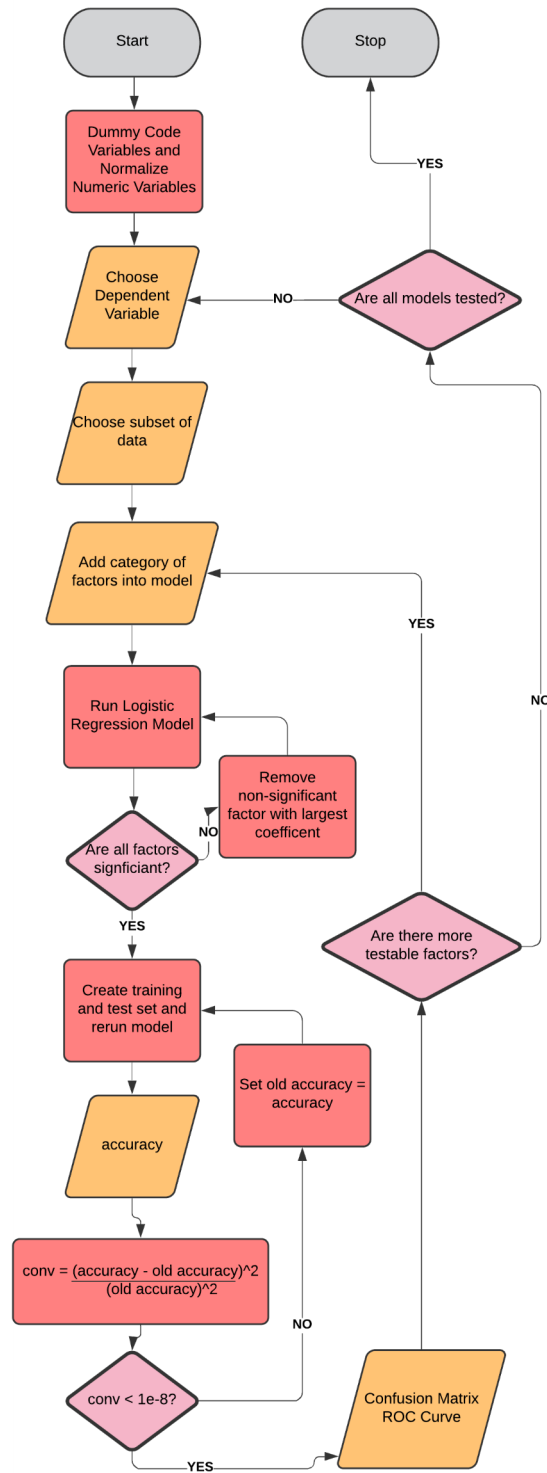 Start
Stop
Dummy Code
Variables and
Normalize
Numeric Variables
YES
Choose
Dependent
Variable
NO
Are all models tested?
Choose subset of
data
Add category of
factors into model
YES
NO
Run Logistic
Regression Model
Remove
non-significant
factor with largest
coefficent
NO
Are all factors
signficiant?
YES
Are there more
testable factors?
Create training
and test set and
rerun model
Set old accuracy =
accuracy
accuracy
conv = (accuracy - old accuracy)^2
(old accuracy)^2
NO
conv < 1e-8?
YES
Confusion Matrix
ROC Curve